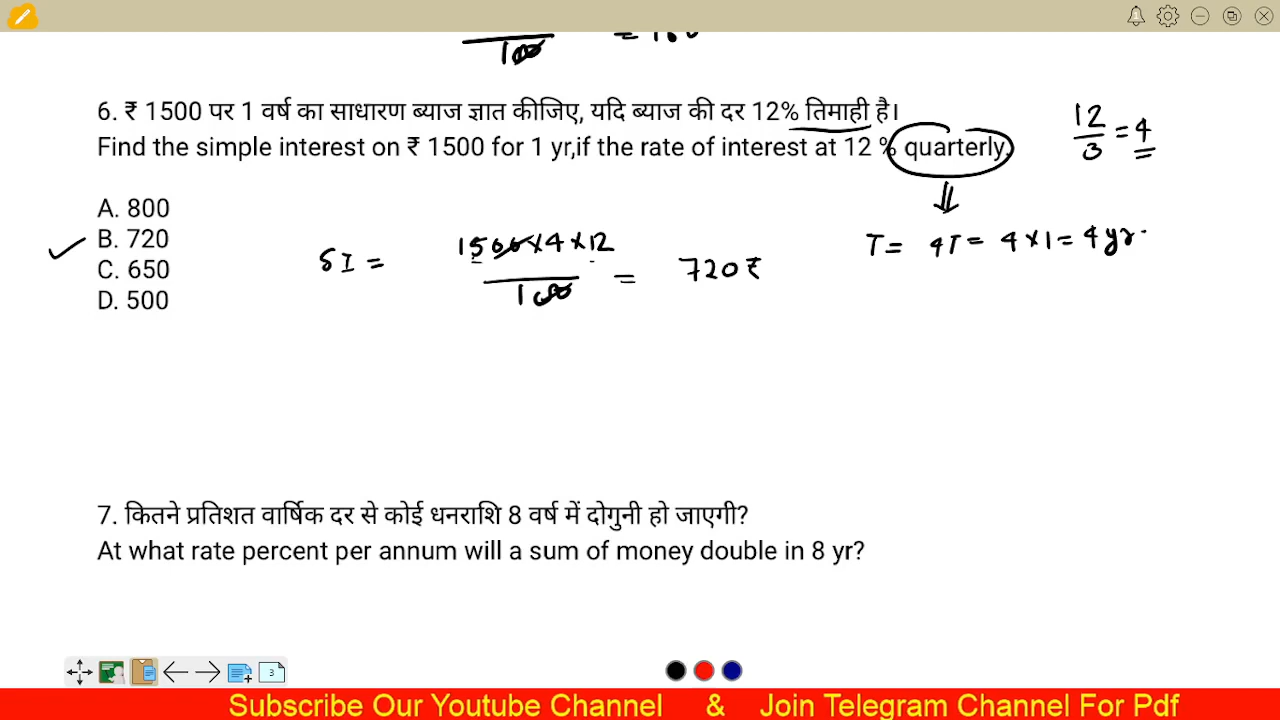 100 = 180
6. ₹ 1500 पर 1 वर्ष का साधारण ब्याज ज्ञात कीजिए, यदि ब्याज की दर 12% तिमाही है।
Find the simple interest on ₹ 1500 for 1 yr,if the rate of interest at 12 % quarterly.
12/3 = 4
A. 800
B. 720
C. 650
D. 500
SI = 1500×4×12/100 = 720₹
T = 4T = 4×1 = 4yr.
7. कितने प्रतिशत वार्षिक दर से कोई धनराशि 8 वर्ष में दोगुनी हो जाएगी?
At what rate percent per annum will a sum of money double in 8 yr?
3
Subscribe Our Youtube Channel & Join Telegram Channel For Pdf